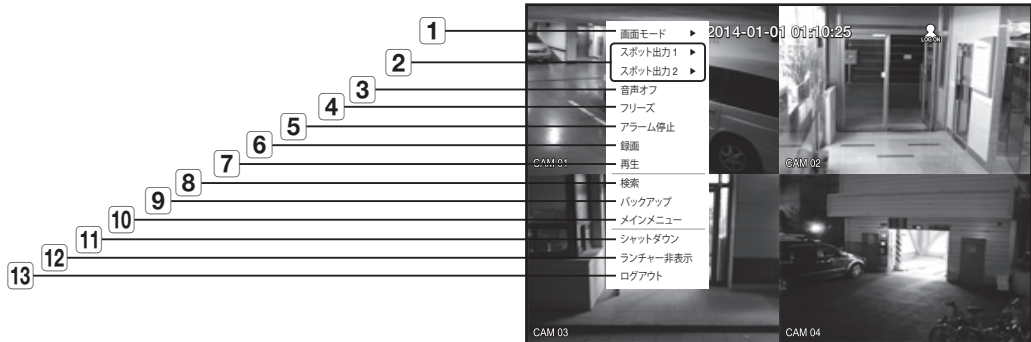 1
画面モード ▶
2014-01-01 01:10:25
LOG ON
2
スポット出力 1 ▶
スポット出力 2 ▶
3
音声オフ
4
フリーズ
5
アラーム停止
6
録画
7
再生
CAM 01
CAM 02
8
検索
9
バックアップ
10
メインメニュー
11
シャットダウン
12
ランチャー非表示
13
ログアウト
CAM 03
CAM 04